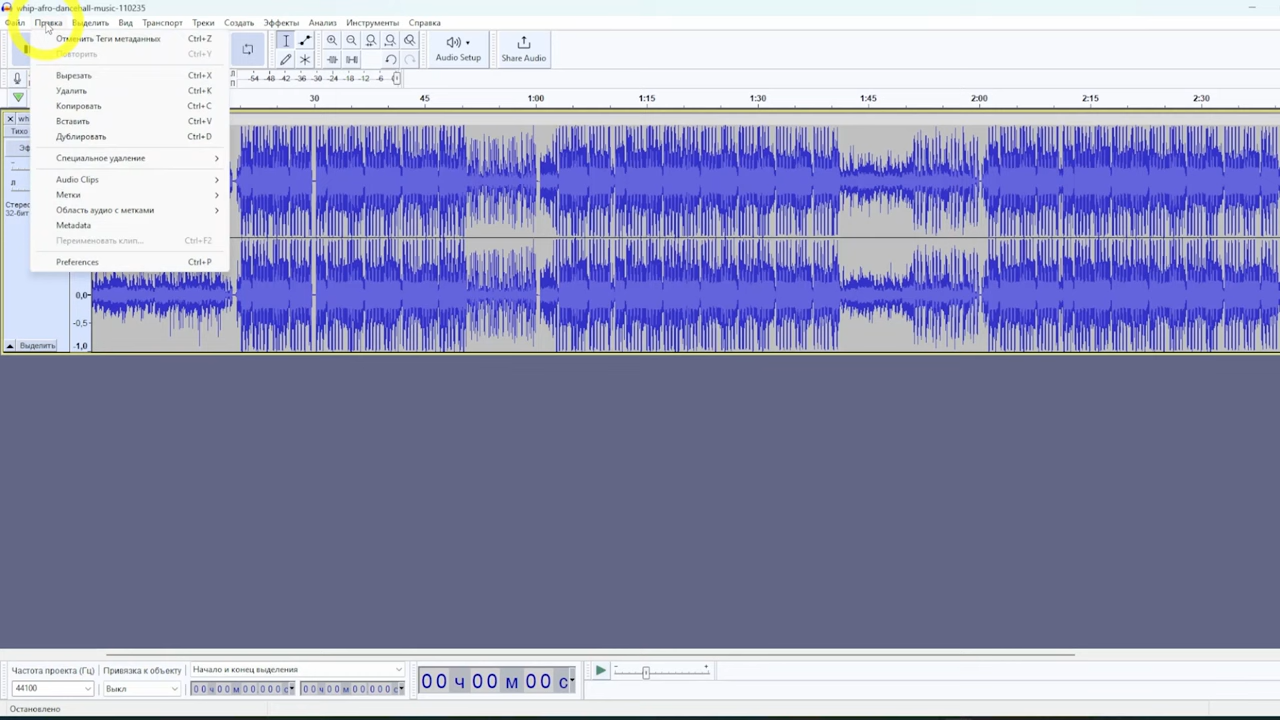 whip-afro-dancehall-music-110235
Файл Правка Выделить Вид Транспорт Треки Создать Эффекты Анализ Инструменты Справка
Отменить Теги метаданных Ctrl+Z
Повторить Ctrl+Y
Вырезать Ctrl+X
Удалить Ctrl+K
Копировать Ctrl+C
Вставить Ctrl+V
Дублировать Ctrl+D
Специальное удаление
Audio Clips
Метки
Область аудио с метками
Metadata
Переименовать клип... Ctrl+F2
Preferences Ctrl+P
Audio Setup
Share Audio
Л
П
-54 -48 -42 -36 -30 -24 -18 -12 -6
30 45 1:00 1:15 1:30 1:45 2:00 2:15 2:30
wh
Тихо
Эф
Л
Стерео
32-бит
0,0
-0,5
-1,0
Выделить
Частота проекта (Гц) Привязка к объекту Начало и конец выделения
44100 Выкл 00 ч 00 м 00 000 с 00 ч 00 м 00 000 с
00 ч 00 м 00 с
Остановлено